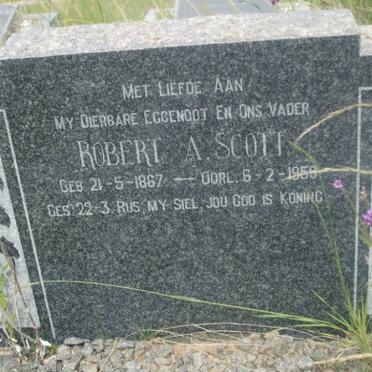 MET LIEFDE AAN
MY DIERBARE EGGENOOT EN ONS VADER
ROBERT A. SCOTT
GEB. 21-5-1867 — OORL. 6-2-1958
GES. 22-3. RUS, MY SIEL, JOU GOD IS KONING